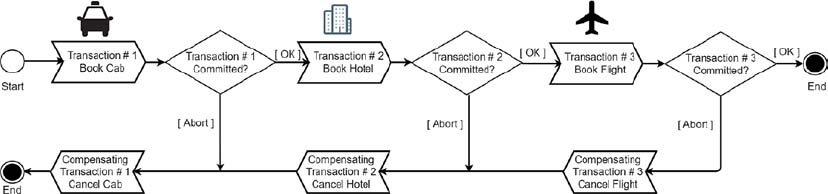 Start
Transaction # 1
Book Cab
Transaction # 1
Committed?
[ OK ]
Transaction # 2
Book Hotel
Transaction # 2
Committed?
[ OK ]
Transaction # 3
Book Flight
Transaction # 3
Committed?
[ OK ]
End
[ Abort ]
[ Abort ]
[ Abort ]
End
Compensating
Transaction # 1
Cancel Cab
Compensating
Transaction # 2
Cancel Hotel
Compensating
Transaction # 3
Cancel Flight